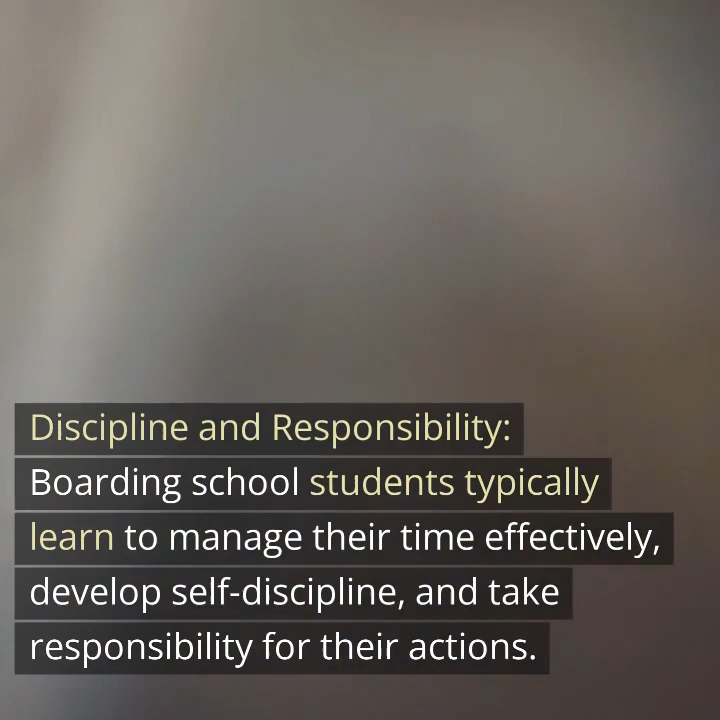 Discipline and Responsibility:
Boarding school students typically
learn to manage their time effectively,
develop self-discipline, and take
responsibility for their actions.